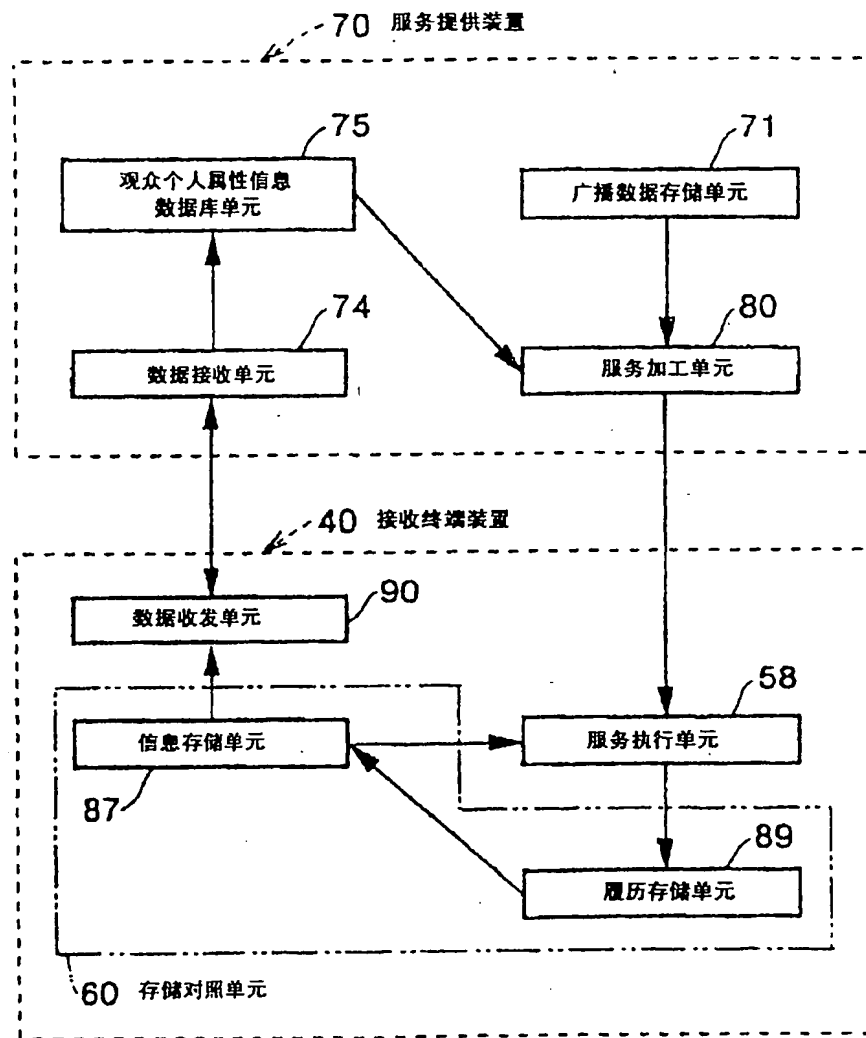 70 服务提供装置
75
71
观众个人属性信息
数据库单元
广播数据存储单元
74
80
数据接收单元
服务加工单元
40 接收终端装置
90
数据收发单元
58
信息存储单元
服务执行单元
87
89
履历存储单元
60 存储对照单元